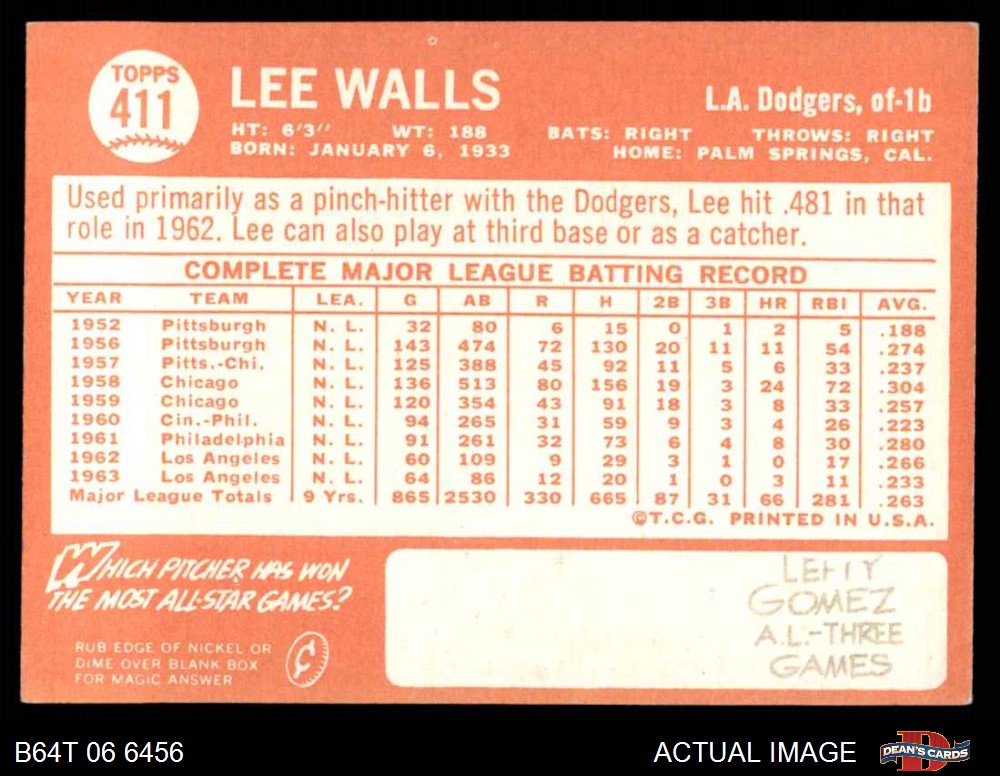 TOPPS
411
LEE WALLS
L.A. Dodgers, of-1b
HT: 6'3" WT: 188 BATS: RIGHT THROWS: RIGHT
BORN: JANUARY 6, 1933 HOME: PALM SPRINGS, CAL.
Used primarily as a pinch-hitter with the Dodgers, Lee hit .481 in that
role in 1962. Lee can also play at third base or as a catcher.
COMPLETE MAJOR LEAGUE BATTING RECORD
YEAR TEAM LEA. G AB R H 2B 3B HR RBI AVG.
1952 Pittsburgh N. L. 32 80 6 15 0 1 2 5 .188
1956 Pittsburgh N. L. 143 474 72 130 20 11 11 54 .274
1957 Pitts.-Chi. N. L. 125 388 45 92 11 5 6 33 .237
1958 Chicago N. L. 136 513 80 156 19 3 24 72 .304
1959 Chicago N. L. 120 354 43 91 18 3 8 33 .257
1960 Cin.-Phil. N. L. 94 265 31 59 9 3 4 26 .223
1961 Philadelphia N. L. 91 261 32 73 6 4 8 30 .280
1962 Los Angeles N. L. 60 109 9 29 3 1 0 17 .266
1963 Los Angeles N. L. 64 86 12 20 1 0 3 11 .233
Major League Totals 9 Yrs. 865 2530 330 665 87 31 66 281 .263
©T.C.G. PRINTED IN U.S.A.
WHICH PITCHER HAS WON
THE MOST ALL-STAR GAMES?
RUB EDGE OF NICKEL OR
DIME OVER BLANK BOX
FOR MAGIC ANSWER
¢
LEFTY
GOMEZ
A.L.-THREE
GAMES
B64T 06 6456
ACTUAL IMAGE
D
DEAN'S CARDS